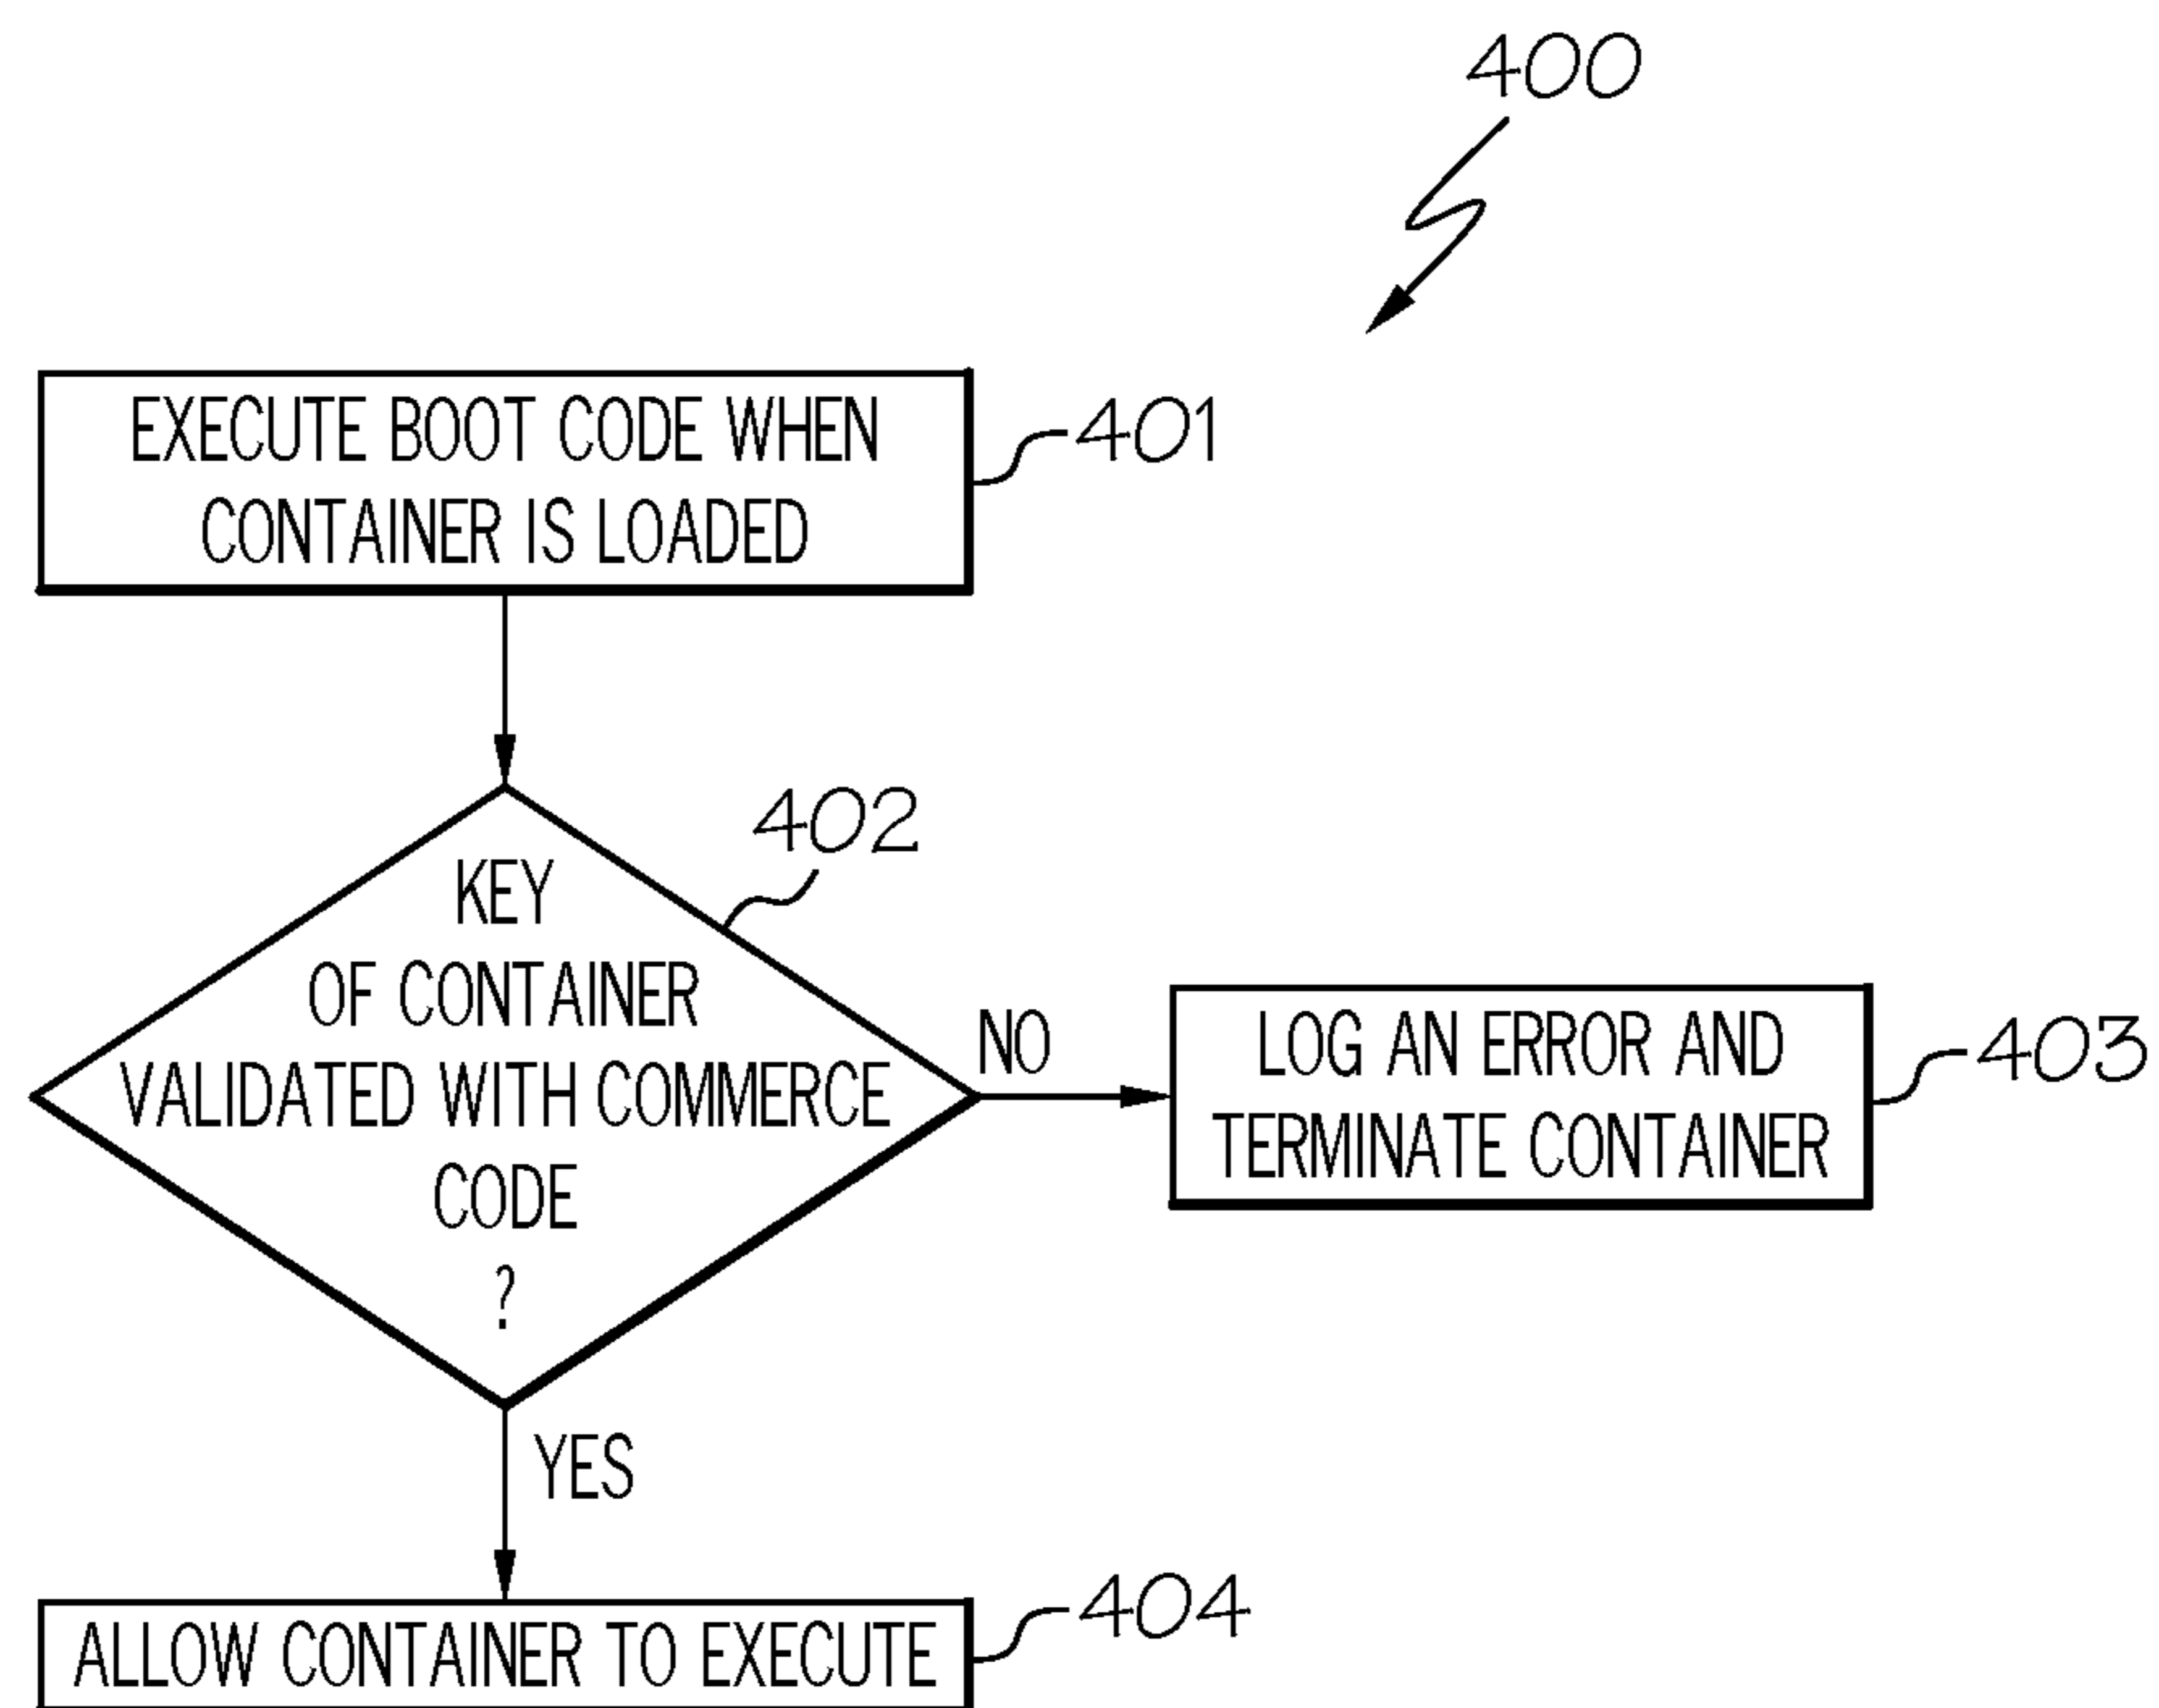 400
EXECUTE BOOT CODE WHEN
CONTAINER IS LOADED
401
402
KEY
OF CONTAINER
VALIDATED WITH COMMERCE
CODE
?
NO
LOG AN ERROR AND
TERMINATE CONTAINER
403
YES
ALLOW CONTAINER TO EXECUTE
404